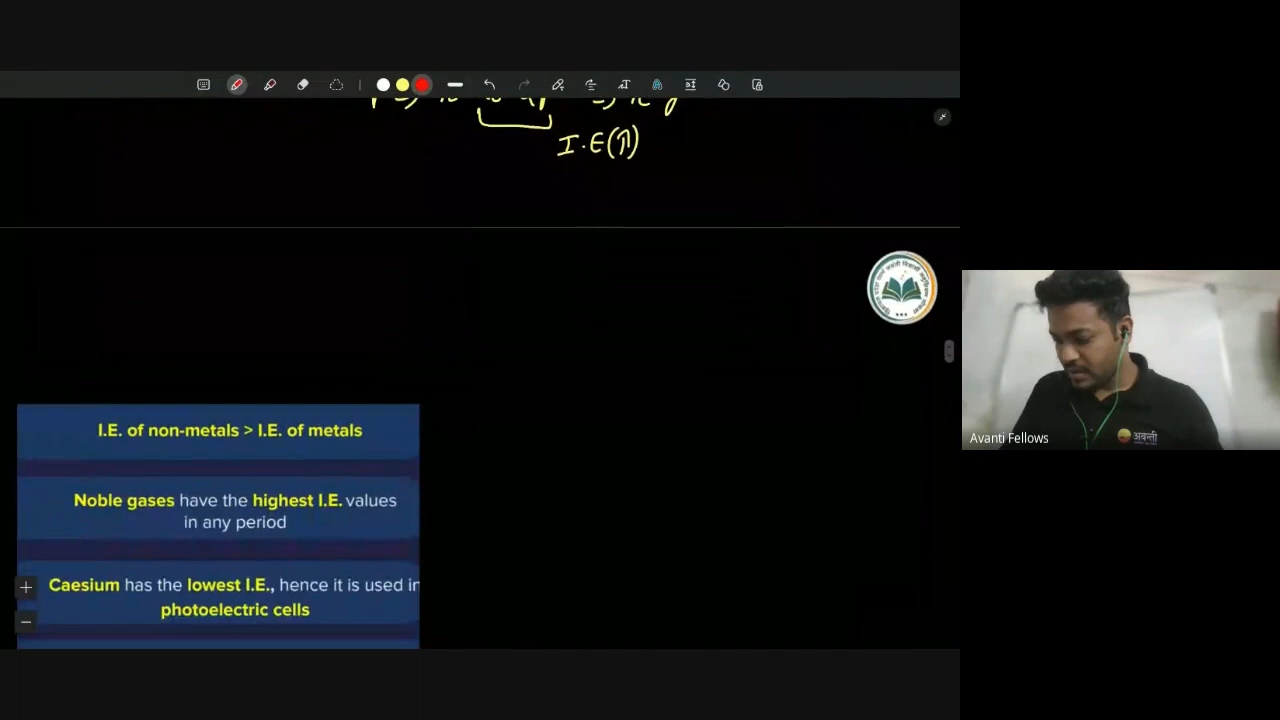 I.E(↑)
I.E. of non-metals > I.E. of metals
Noble gases have the highest I.E. values
in any period
Caesium has the lowest I.E., hence it is used in
photoelectric cells
Avanti Fellows
अवन्ती